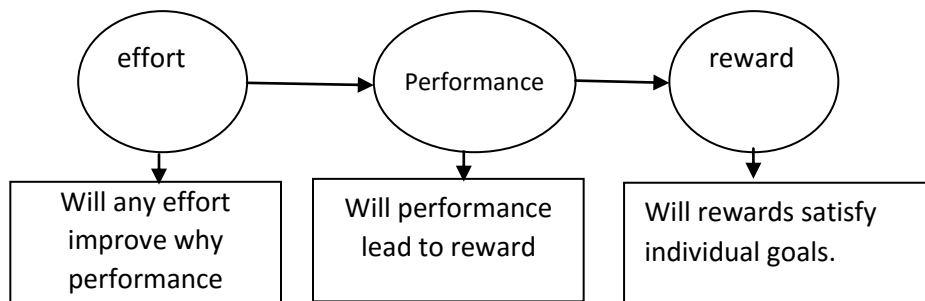 effort
Performance
reward
Will any effort
improve why
performance
Will performance
lead to reward
Will rewards satisfy
individual goals.